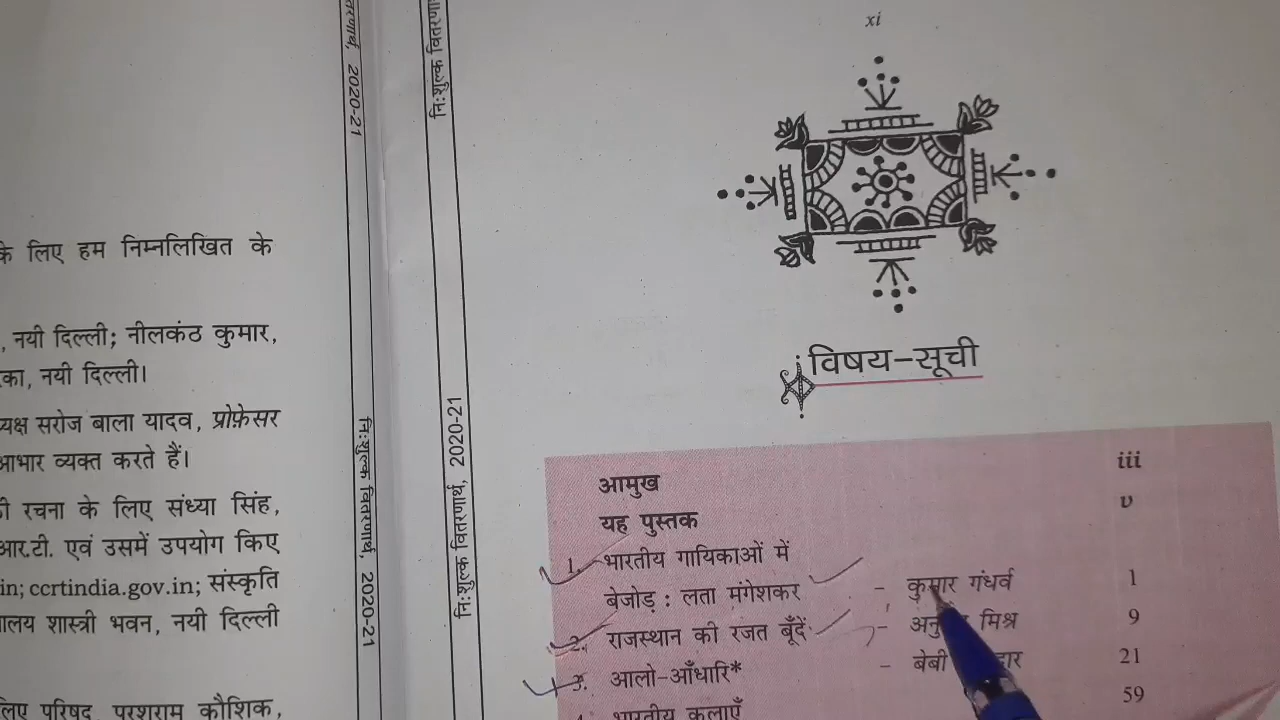 के लिए हम निम्नलिखित के
, नयी दिल्ली; नीलकंठ कुमार,
नयी दिल्ली।
सरोज बाला यादव, प्रोफ़ेसर
आभार व्यक्त करते हैं।
रचना के लिए संध्या सिंह,
आर.टी. एवं उसमें उपयोग किए
in; ccrtindia.gov.in; संस्कृति
शास्त्री भवन, नयी दिल्ली
परिषद, परशुराम कौशिक,
वितरणार्थ, 2020-21
नि:शुल्क वितरणार्थ, 2020-21
नि:शुल्क
नि:शुल्क वितरणार्थ, 2020-21
xi
विषय-सूची
आमुख iii
यह पुस्तक v
1. भारतीय गायिकाओं में
बेजोड़ : लता मंगेशकर - कुमार गंधर्व 1
2. राजस्थान की रजत बूँदें - मिश्र 9
3. आलो-आँधारि* - बेबी 21
भारतीय कलाएँ 59